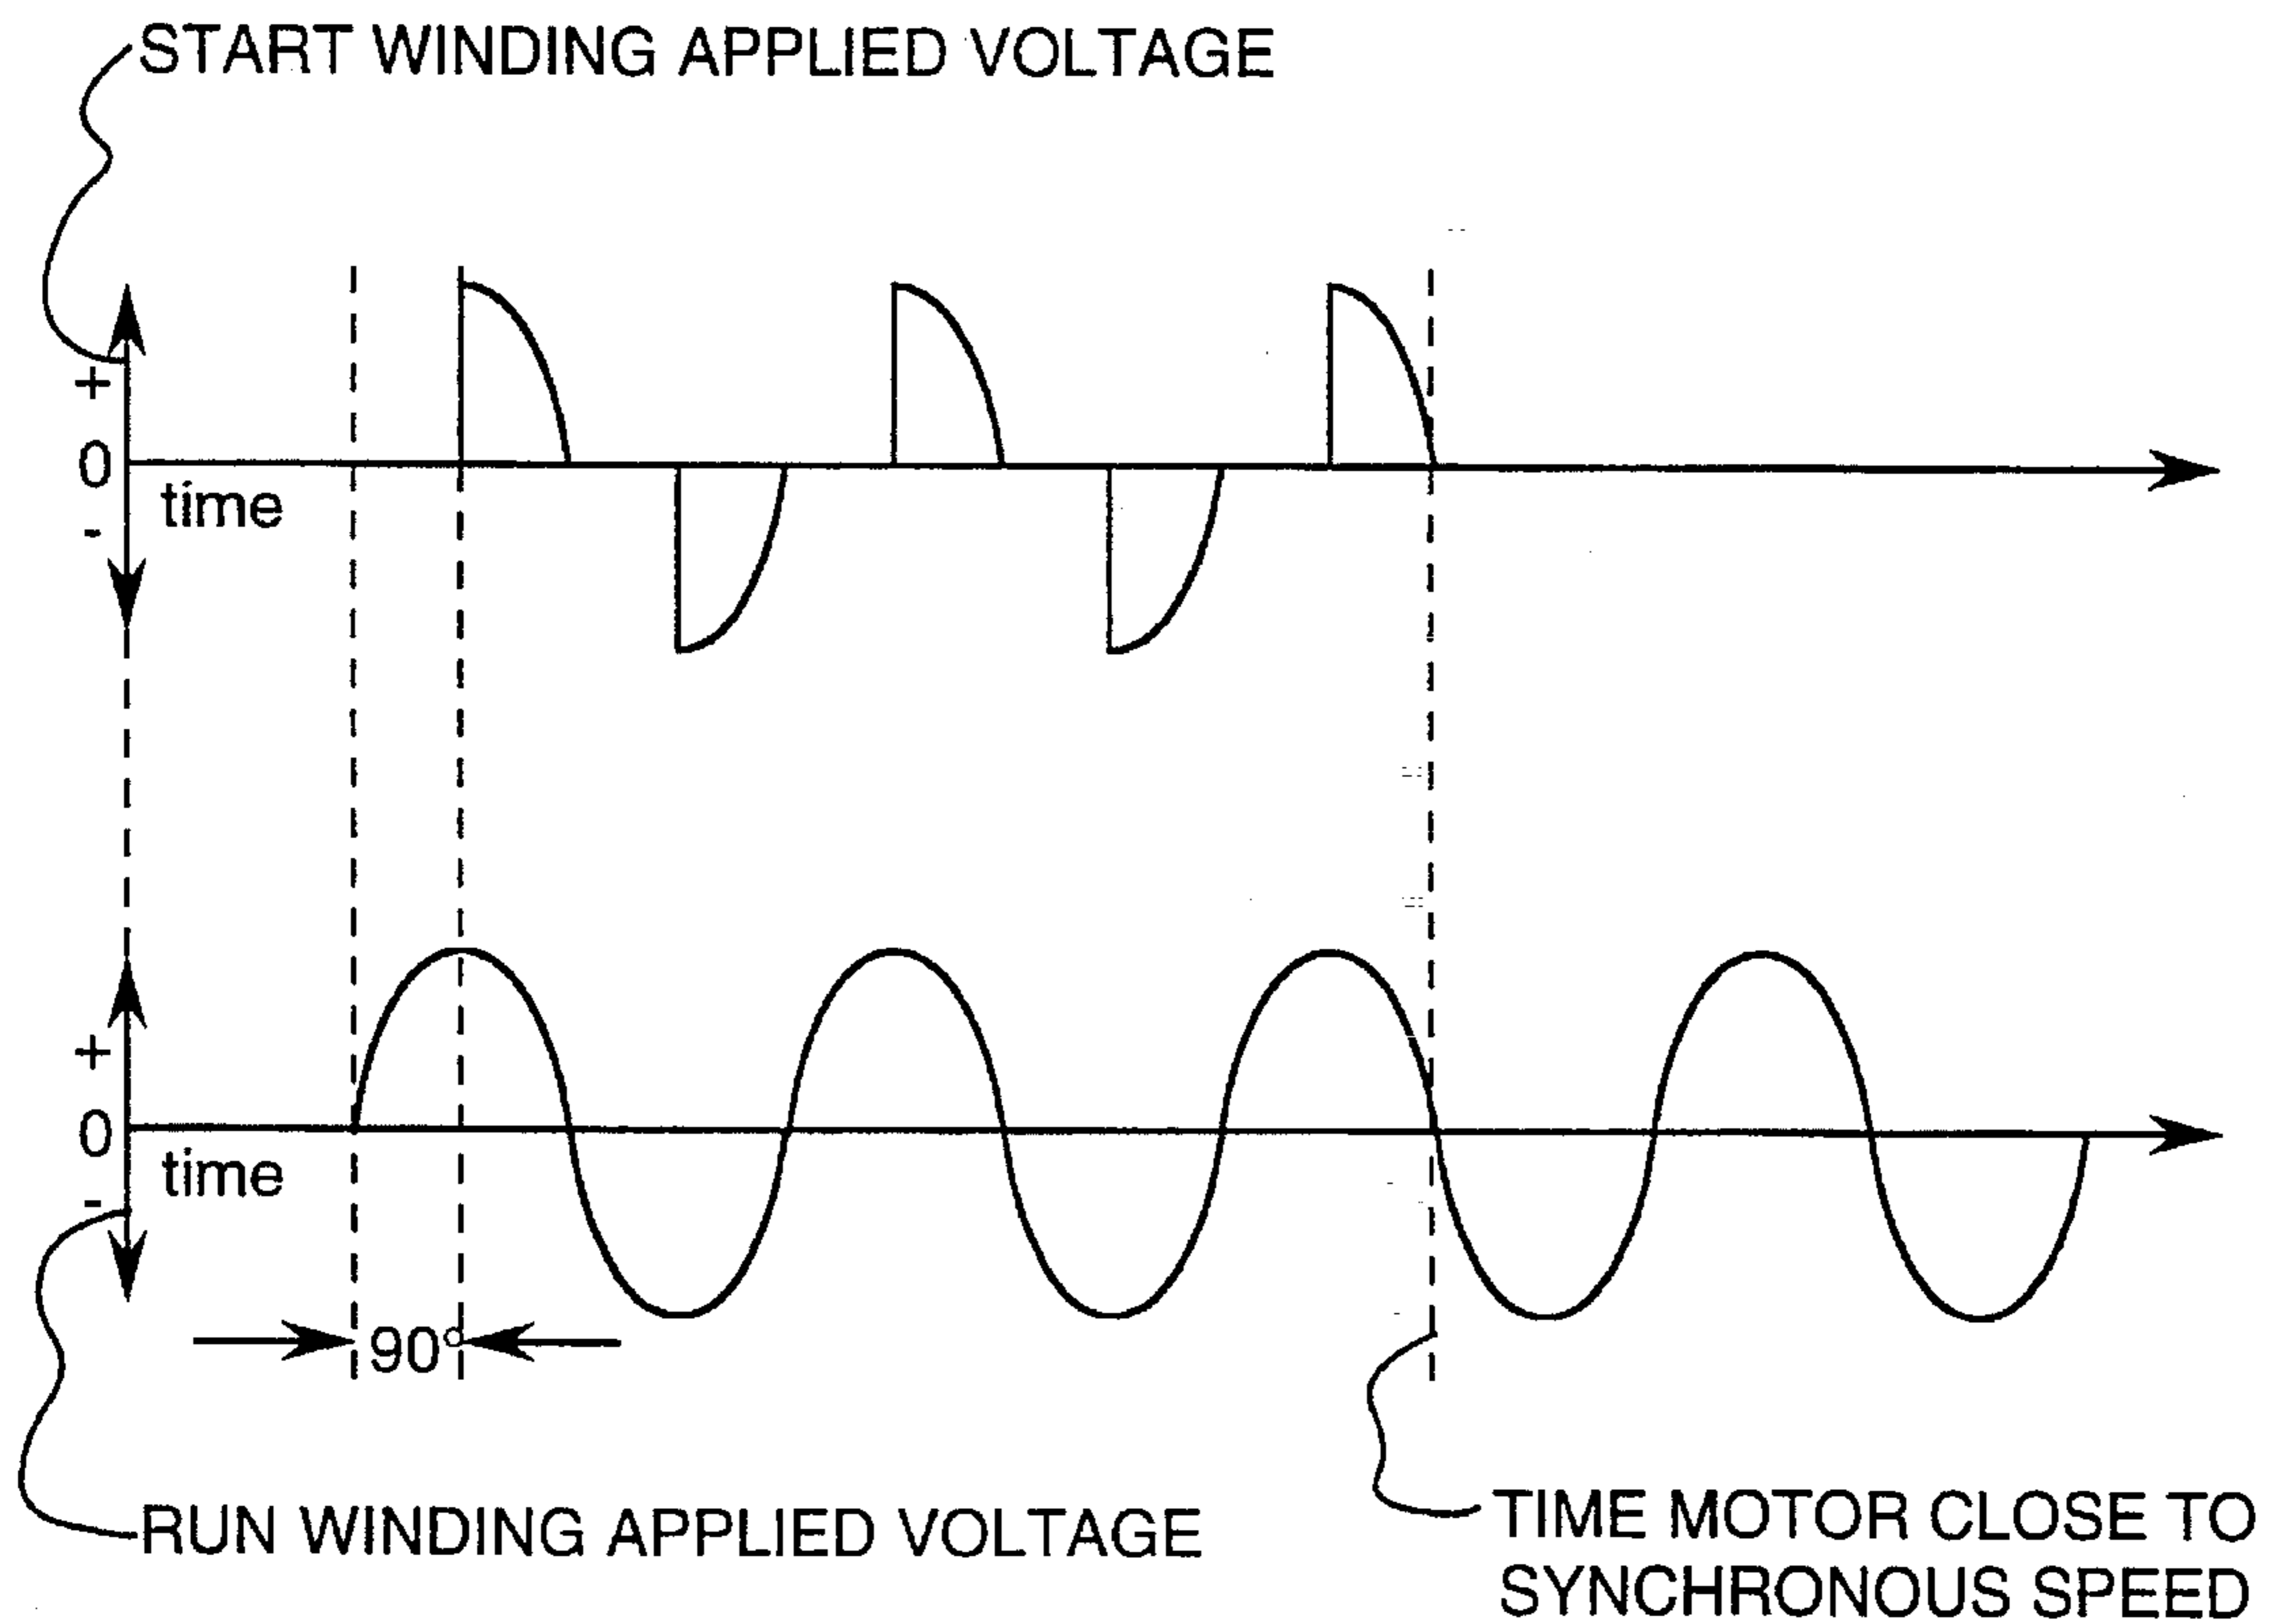 START WINDING APPLIED VOLTAGE
+
0
-
time
+
0
-
time
90°
RUN WINDING APPLIED VOLTAGE
TIME MOTOR CLOSE TO
SYNCHRONOUS SPEED